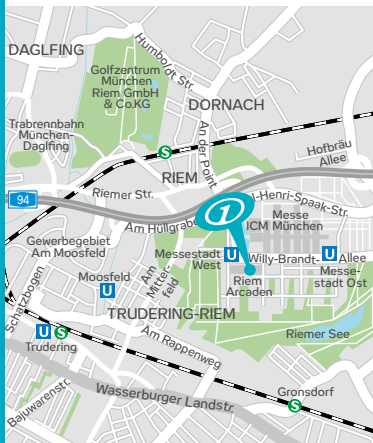 DAGLFING
Humboldt Str.
Golfzentrum
München
Riem GmbH
& Co.KG
DORNACH
Trabrennbahn
München-
Daglfing
An der Point
Hofbräu
Allee
S
RIEM
94
Riemer Str.
-Henri-Spaak-Str.
1
Messe
ICM München
Am Hüllgrabe
Gewerbegebiet
Am Moosfeld
Messestadt
West
U
Willy-Brandt-
Allee
U
Messe-
stadt Ost
Moosfeld
U
Am
Mitter-
feld
Riem
Arcaden
Schatzbogen
TRUDERING-RIEM
Riemer See
U
S
Trudering
Am Rappenweg
Wasserburger Landstr.
Gronsdorf
S
Bajuwarenstr.